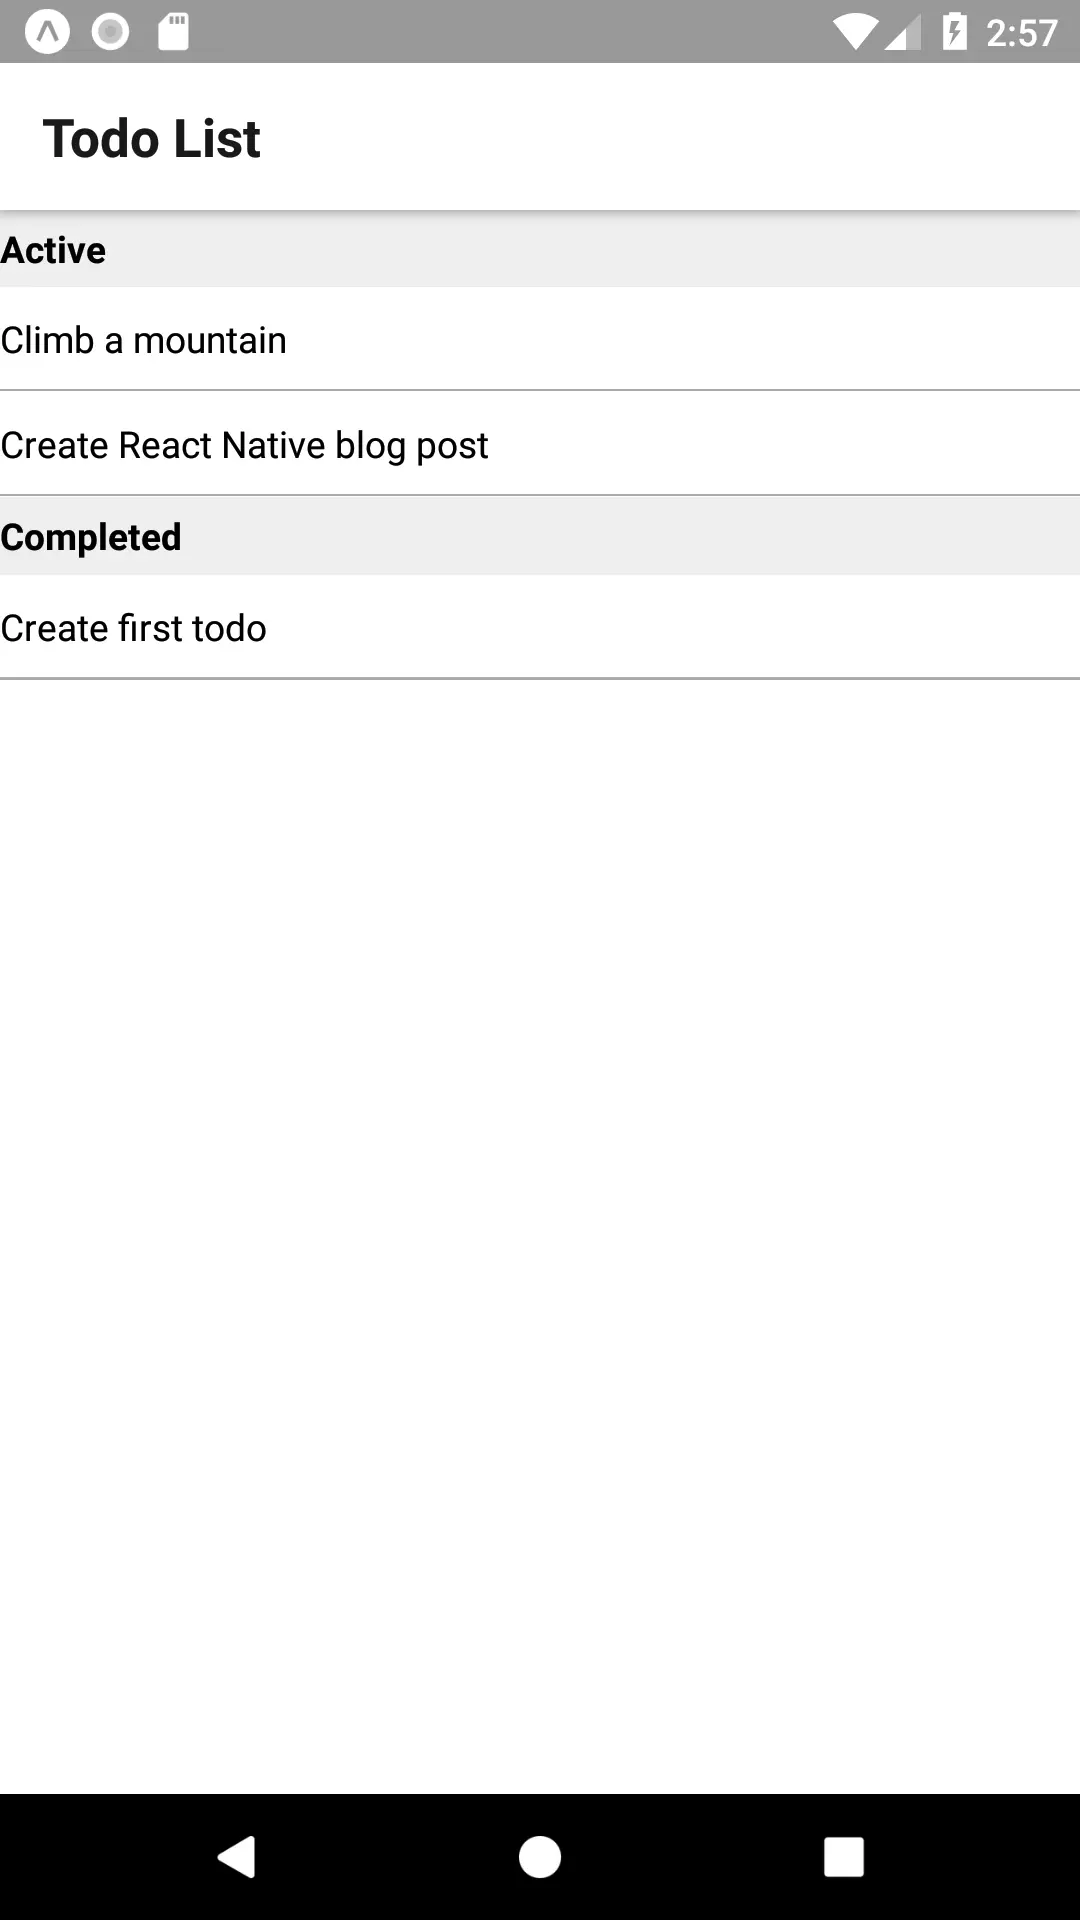 2:57
Todo List
Active
Climb a mountain
Create React Native blog post
Completed
Create first todo